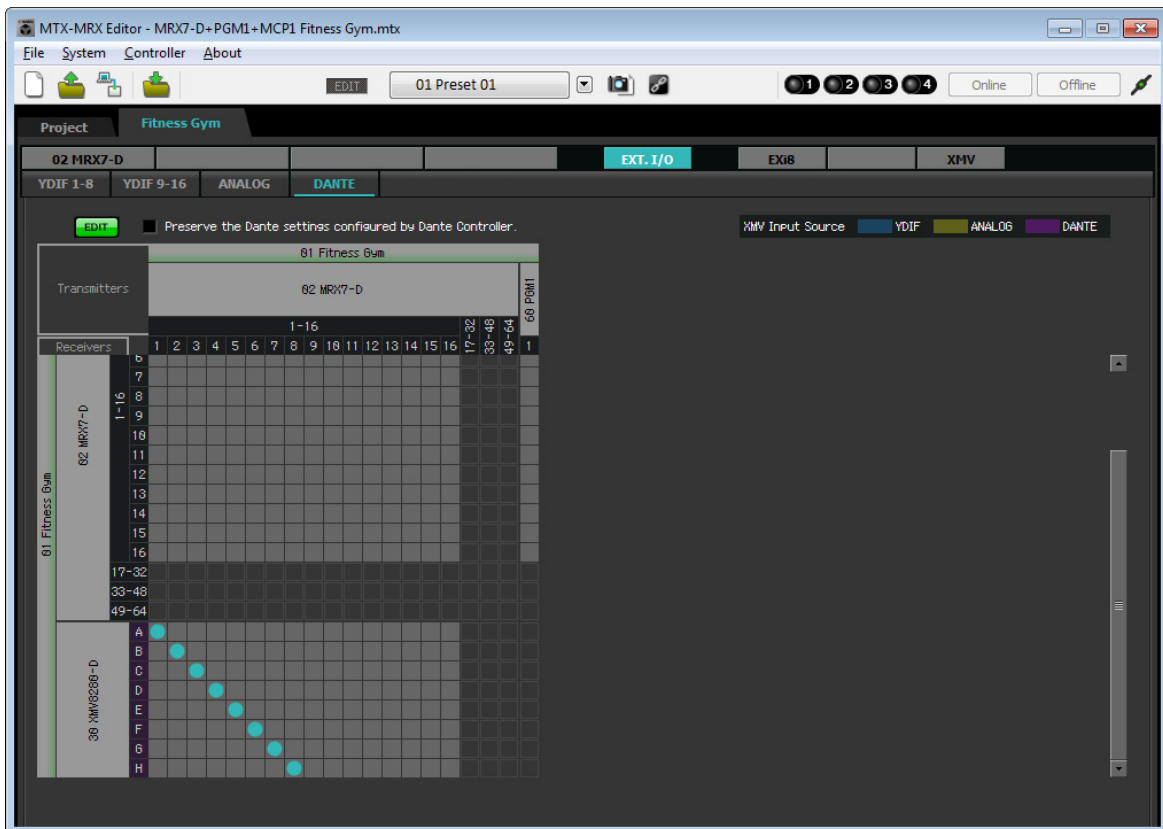 MTX-MRX Editor - MRX7-D+PGM1+MCP1 Fitness Gym.mtx
File System Controller About
EDIT 01 Preset 01 1 2 3 4 Online Offline
Project Fitness Gym
02 MRX7-D EXT. I/O EXi8 XMV
YDIF 1-8 YDIF 9-16 ANALOG DANTE
EDIT Preserve the Dante settings configured by Dante Controller. XMV Input Source YDIF ANALOG DANTE
01 Fitness Gym
Transmitters 02 MRX7-D 60 PGM1
1-16 17-32 33-48 49-64
Receivers 1 2 3 4 5 6 7 8 9 10 11 12 13 14 15 16 1
01 Fitness Gym
02 MRX7-D
1-16
6
7
8
9
10
11
12
13
14
15
16
17-32
33-48
49-64
30 XMV8280-D
A
B
C
D
E
F
G
H